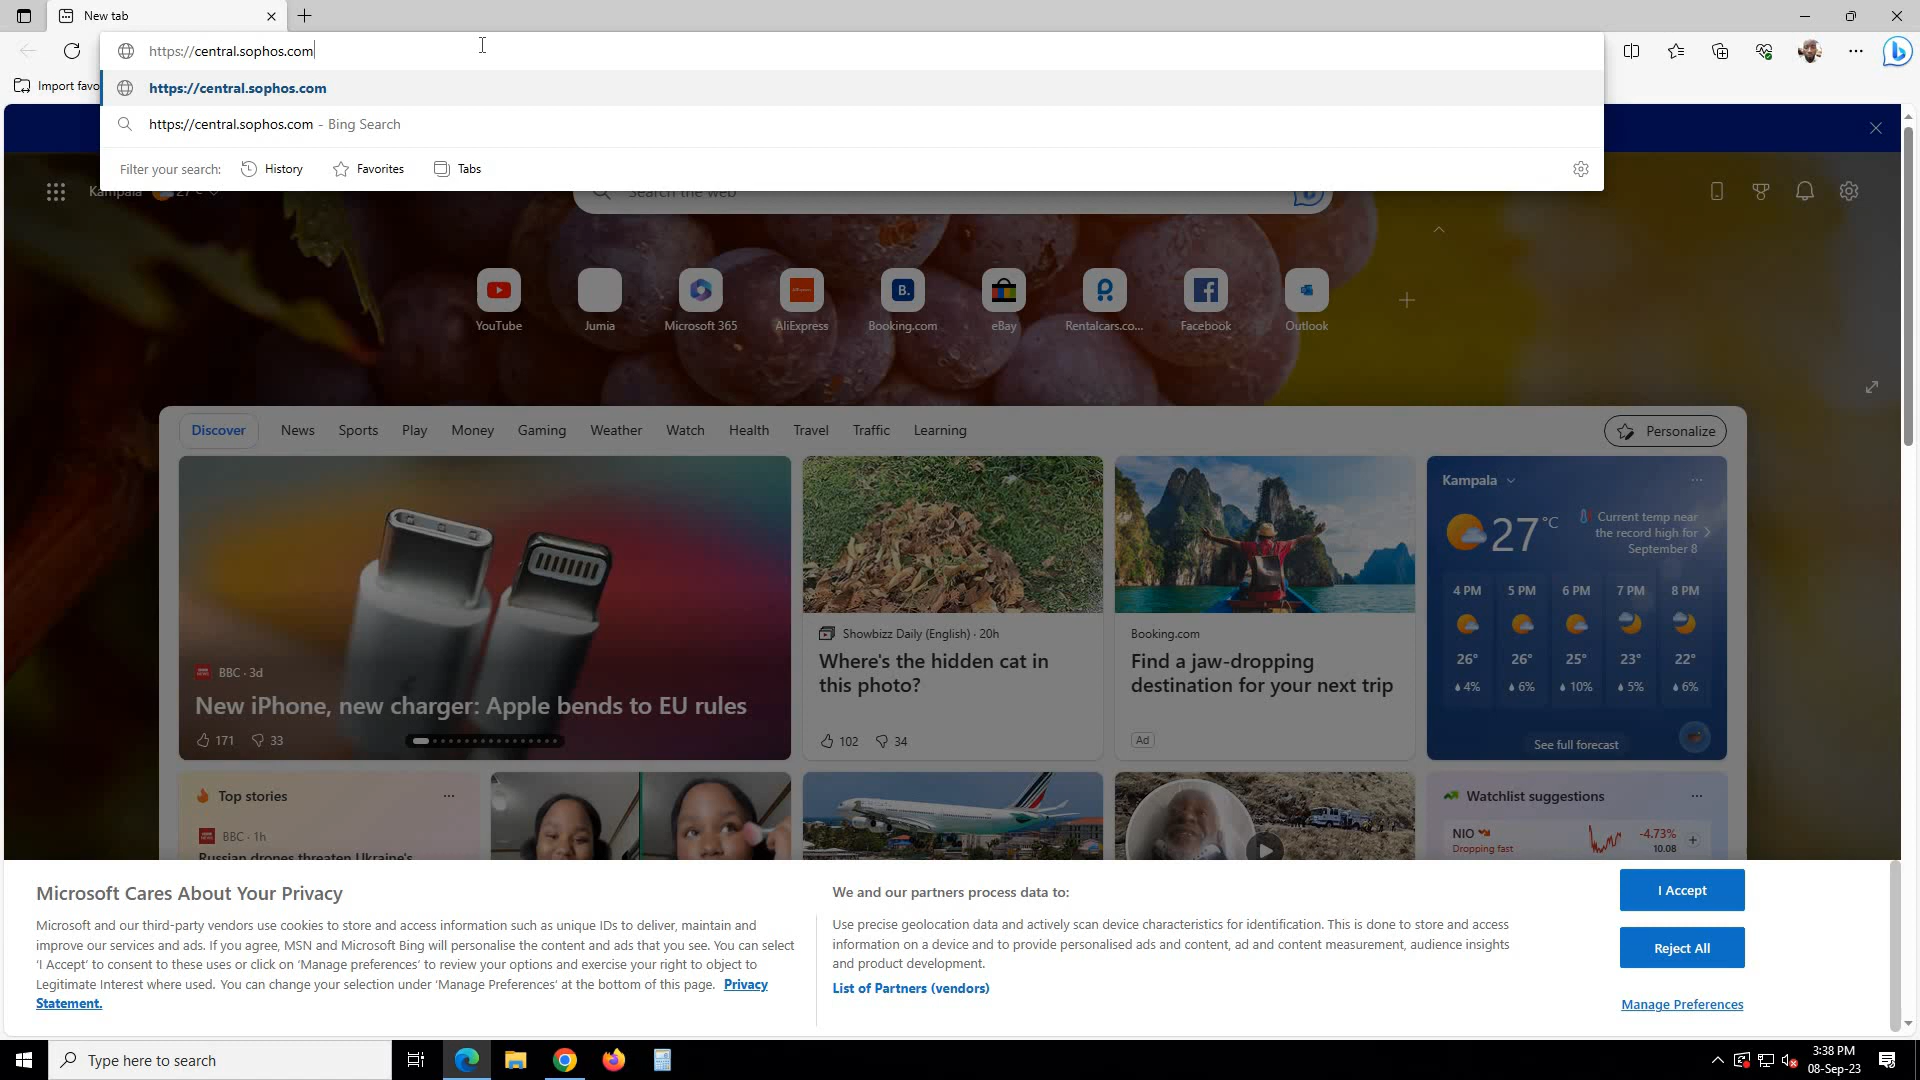 New tab
https://central.sophos.com
Import favo
https://central.sophos.com
https://central.sophos.com - Bing Search
Filter your search: History Favorites Tabs
Kampala 27
Search the web
YouTube
Jumia
Microsoft 365
AliExpress
Booking.com
eBay
Rentalcars.co...
Facebook
Outlook
Discover News Sports Play Money Gaming Weather Watch Health Travel Traffic Learning
Personalize
BBC · 3d
New iPhone, new charger: Apple bends to EU rules
171 33
Showbizz Daily (English) · 20h
Where's the hidden cat in
this photo?
102 34
Booking.com
Find a jaw-dropping
destination for your next trip
Ad
Kampala
27 °C
Current temp near
the record high for
September 8
4 PM 5 PM 6 PM 7 PM 8 PM
26° 26° 25° 23° 22°
4% 6% 10% 5% 6%
See full forecast
Top stories
BBC · 1h
Russian drones threaten Ukraine's
Watchlist suggestions
NIO -4.73%
Dropping fast 10.08
Microsoft Cares About Your Privacy
Microsoft and our third-party vendors use cookies to store and access information such as unique IDs to deliver, maintain and
improve our services and ads. If you agree, MSN and Microsoft Bing will personalise the content and ads that you see. You can select
'I Accept' to consent to these uses or click on 'Manage preferences' to review your options and exercise your right to object to
Legitimate Interest where used. You can change your selection under 'Manage Preferences' at the bottom of this page. Privacy
Statement.
We and our partners process data to:
Use precise geolocation data and actively scan device characteristics for identification. This is done to store and access
information on a device and to provide personalised ads and content, ad and content measurement, audience insights
and product development.
List of Partners (vendors)
I Accept
Reject All
Manage Preferences
Type here to search
3:38 PM
08-Sep-23